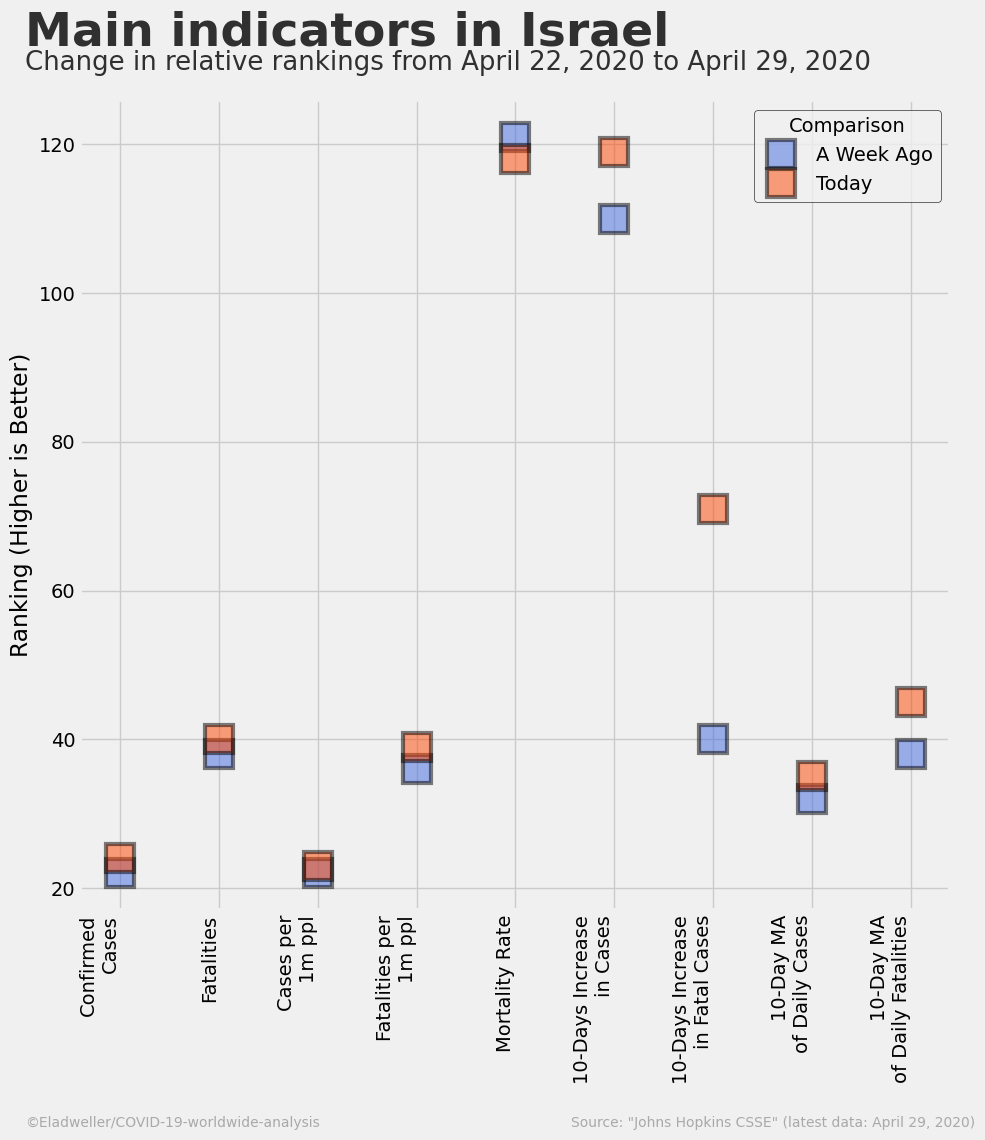 Main indicators in Israel
Change in relative rankings from April 22, 2020 to April 29, 2020
Comparison
A Week Ago
Today
Ranking (Higher is Better)
120
100
80
60
40
20
Confirmed
Cases
Fatalities
Cases per
1m ppl
Fatalities per
1m ppl
Mortality Rate
10-Days Increase
in Cases
10-Days Increase
in Fatal Cases
10-Day MA
of Daily Cases
10-Day MA
of Daily Fatalities
©Eladweller/COVID-19-worldwide-analysis
Source: "Johns Hopkins CSSE" (latest data: April 29, 2020)